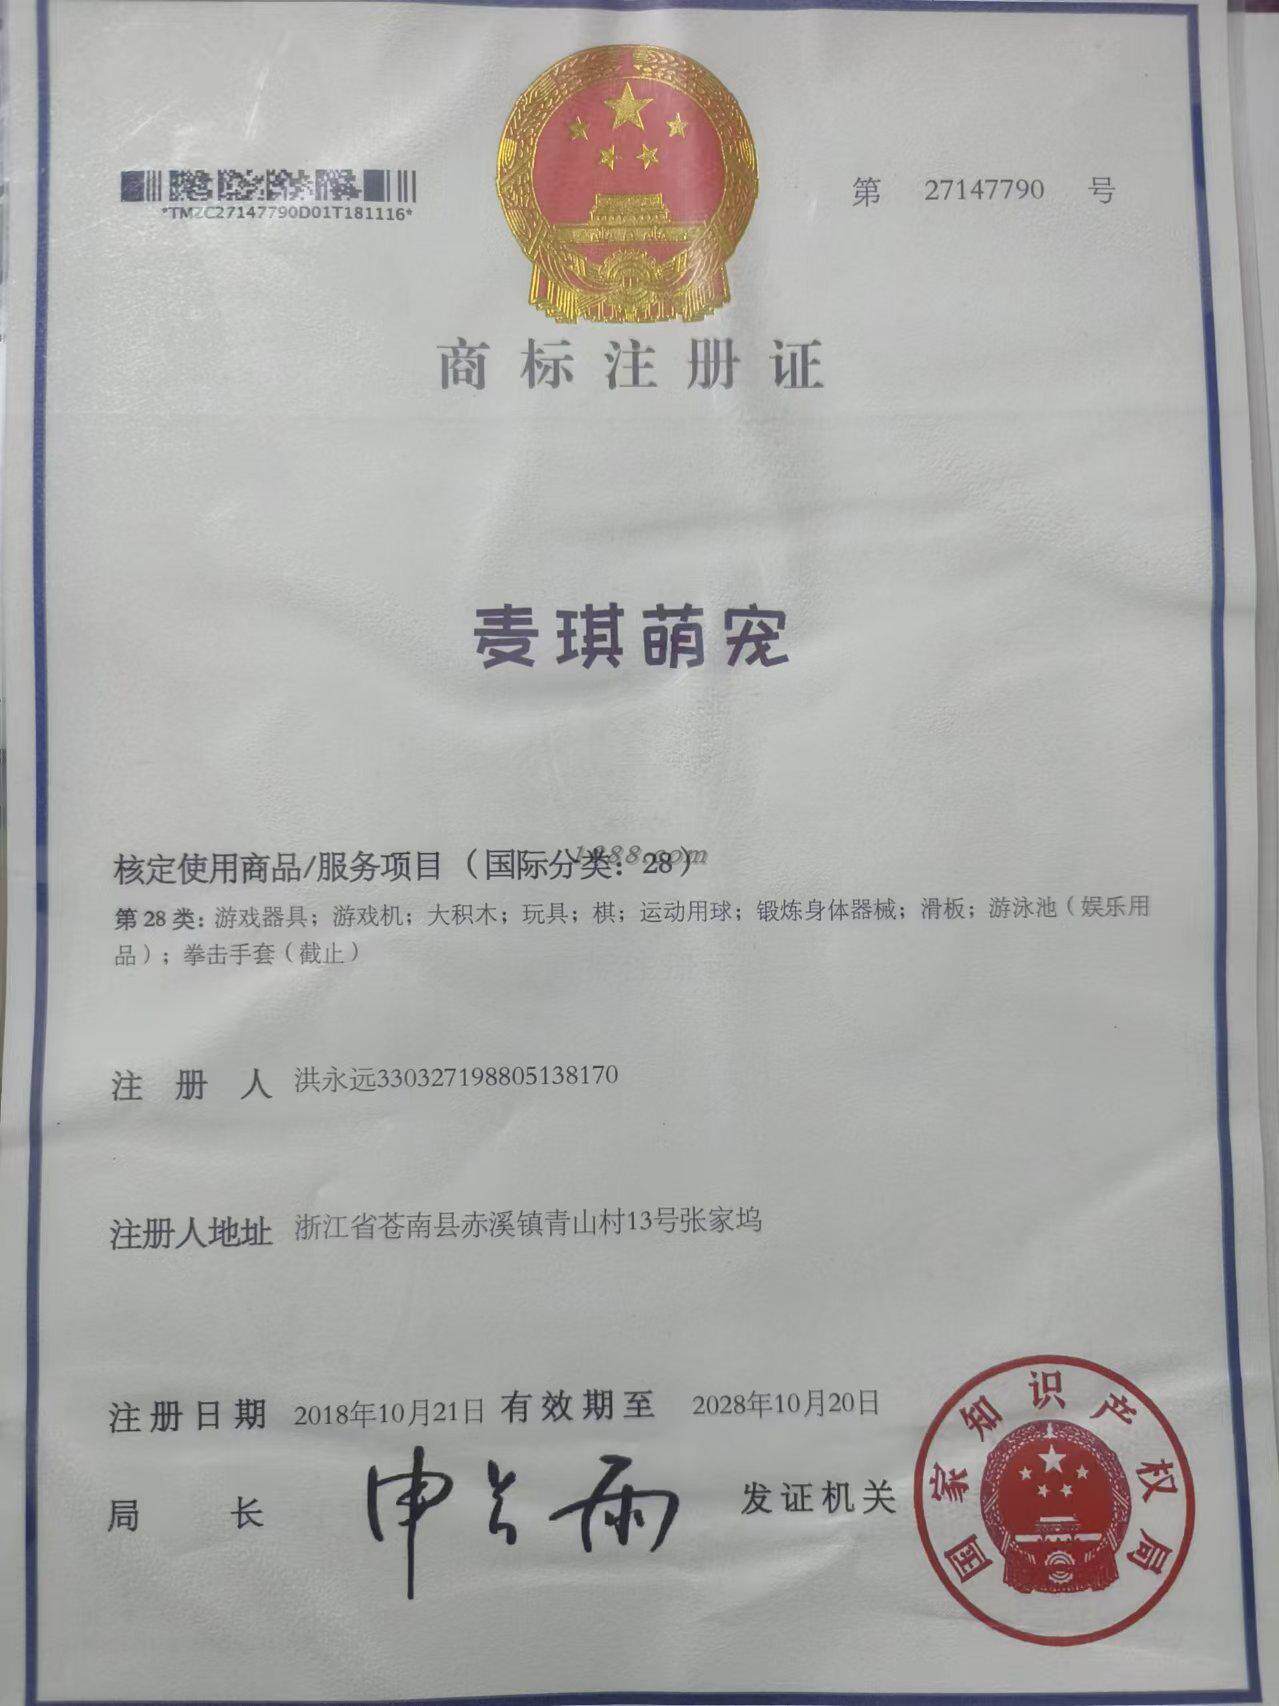 *TMZC27147790D01T181116*
第 27147790 号
商标注册证
麦琪萌宠
1688.com
核定使用商品/服务项目（国际分类：28）
第28类：游戏器具；游戏机；大积木；玩具；棋；运动用球；锻炼身体器械；滑板；游泳池（娱乐用
品）；拳击手套（截止）
注册人 洪永远330327198805138170
注册人地址 浙江省苍南县赤溪镇青山村13号张家坞
注册日期 2018年10月21日 有效期至 2028年10月20日
局长 申长雨 发证机关
国家知识产权局